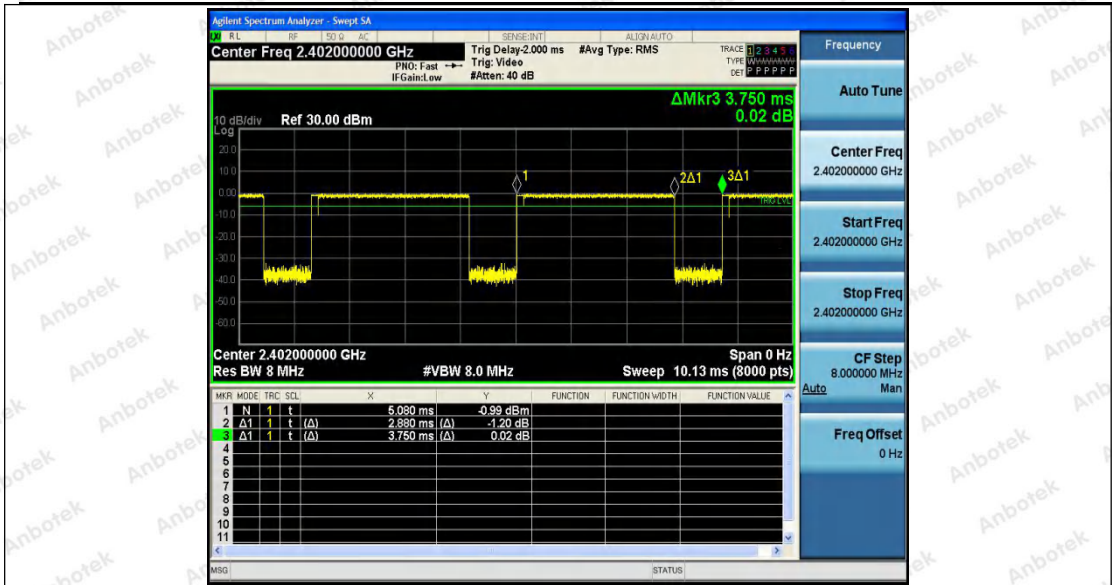 Agilent Spectrum Analyzer - Swept SA
LXI RL RF 50 Ω AC SENSE:INT ALIGN AUTO
Center Freq 2.402000000 GHz
PNO: Fast
IFGain:Low
Trig Delay-2.000 ms
Trig: Video
#Atten: 40 dB
#Avg Type: RMS
TRACE 1 2 3 4 5 6
TYPE W
DET P P P P P P
ΔMkr3 3.750 ms
0.02 dB
10 dB/div Ref 30.00 dBm
Log
20.0
10.0
0.00
-10.0
-20.0
-30.0
-40.0
-50.0
-60.0
1
2Δ1
3Δ1
TRIG LVL
Center 2.402000000 GHz Span 0 Hz
Res BW 8 MHz #VBW 8.0 MHz Sweep 10.13 ms (8000 pts)
MKR MODE TRC SCL X Y FUNCTION FUNCTION WIDTH FUNCTION VALUE
1 N 1 t 5.080 ms -0.99 dBm
2 Δ1 1 t (Δ) 2.880 ms (Δ) -1.20 dB
3 Δ1 1 t (Δ) 3.750 ms (Δ) 0.02 dB
4
5
6
7
8
9
10
11
MSG STATUS
Frequency
Auto Tune
Center Freq
2.402000000 GHz
Start Freq
2.402000000 GHz
Stop Freq
2.402000000 GHz
CF Step
8.000000 MHz
Auto Man
Freq Offset
0 Hz
Anbotek